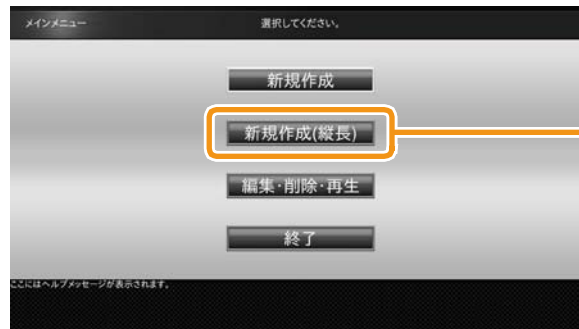 メインメニュー
選択してください。
新規作成
新規作成(縦長)
編集･削除･再生
終了
ここにはヘルプメッセージが表示されます。